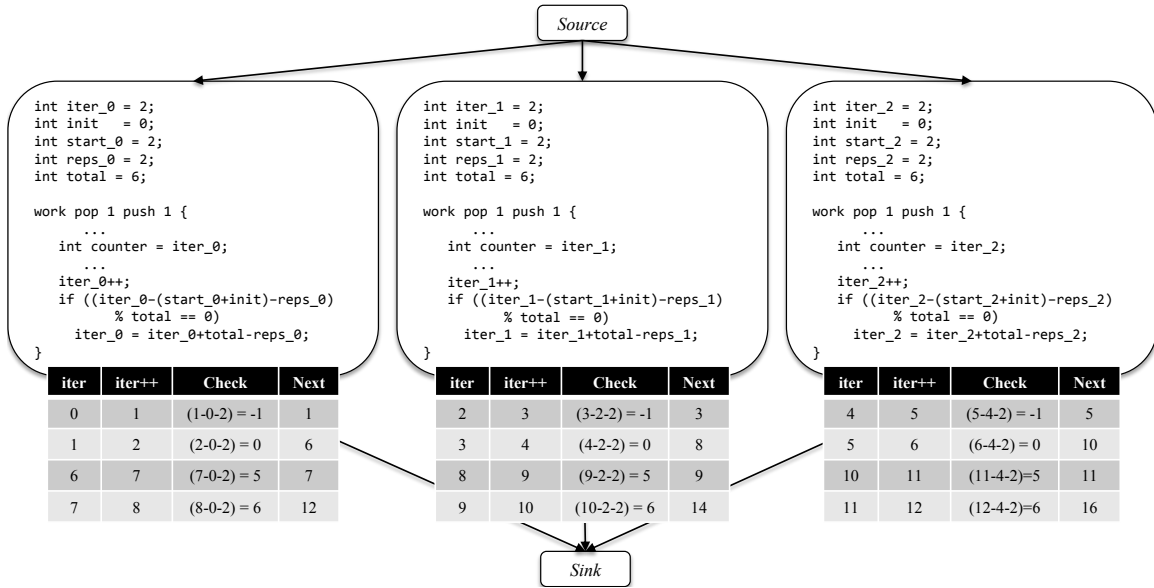 Source
int iter_0 = 2;
int init   = 0;
int start_0 = 2;
int reps_0 = 2;
int total = 6;
work pop 1 push 1 {
...
int counter = iter_0;
...
iter_0++;
if ((iter_0-(start_0+init)-reps_0)
% total == 0)
iter_0 = iter_0+total-reps_0;
}
iter iter++ Check Next
0 1 (1-0-2) = -1 1
1 2 (2-0-2) = 0 6
6 7 (7-0-2) = 5 7
7 8 (8-0-2) = 6 12
int iter_1 = 2;
int init   = 0;
int start_1 = 2;
int reps_1 = 2;
int total = 6;
work pop 1 push 1 {
...
int counter = iter_1;
...
iter_1++;
if ((iter_1-(start_1+init)-reps_1)
% total == 0)
iter_1 = iter_1+total-reps_1;
}
iter iter++ Check Next
2 3 (3-2-2) = -1 3
3 4 (4-2-2) = 0 8
8 9 (9-2-2) = 5 9
9 10 (10-2-2) = 6 14
int iter_2 = 2;
int init   = 0;
int start_2 = 2;
int reps_2 = 2;
int total = 6;
work pop 1 push 1 {
...
int counter = iter_2;
...
iter_2++;
if ((iter_2-(start_2+init)-reps_2)
% total == 0)
iter_2 = iter_2+total-reps_2;
}
iter iter++ Check Next
4 5 (5-4-2) = -1 5
5 6 (6-4-2) = 0 10
10 11 (11-4-2)=5 11
11 12 (12-4-2)=6 16
Sink